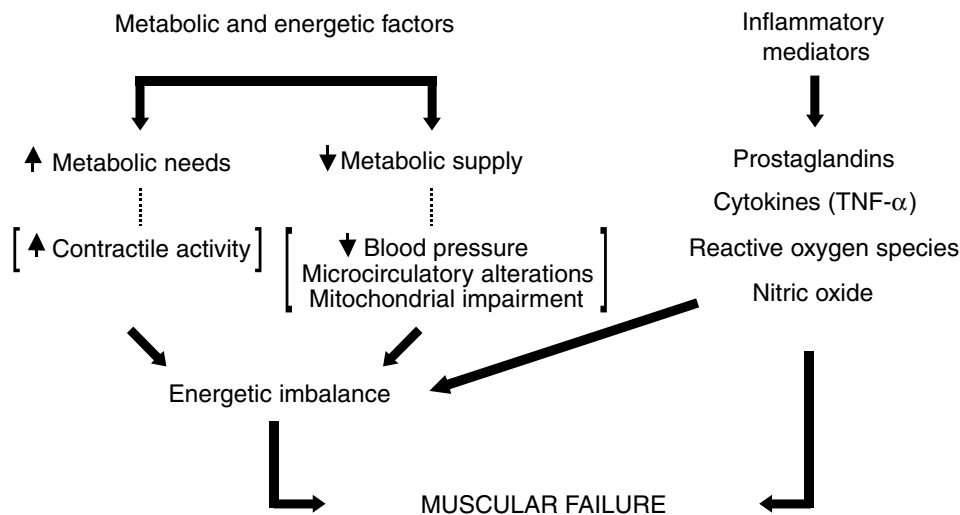 Metabolic and energetic factors
Inflammatory
mediators
Metabolic needs
Metabolic supply
[ Contractile activity ]
[ Blood pressure
Microcirculatory alterations
Mitochondrial impairment ]
Prostaglandins
Cytokines (TNF-α)
Reactive oxygen species
Nitric oxide
Energetic imbalance
MUSCULAR FAILURE